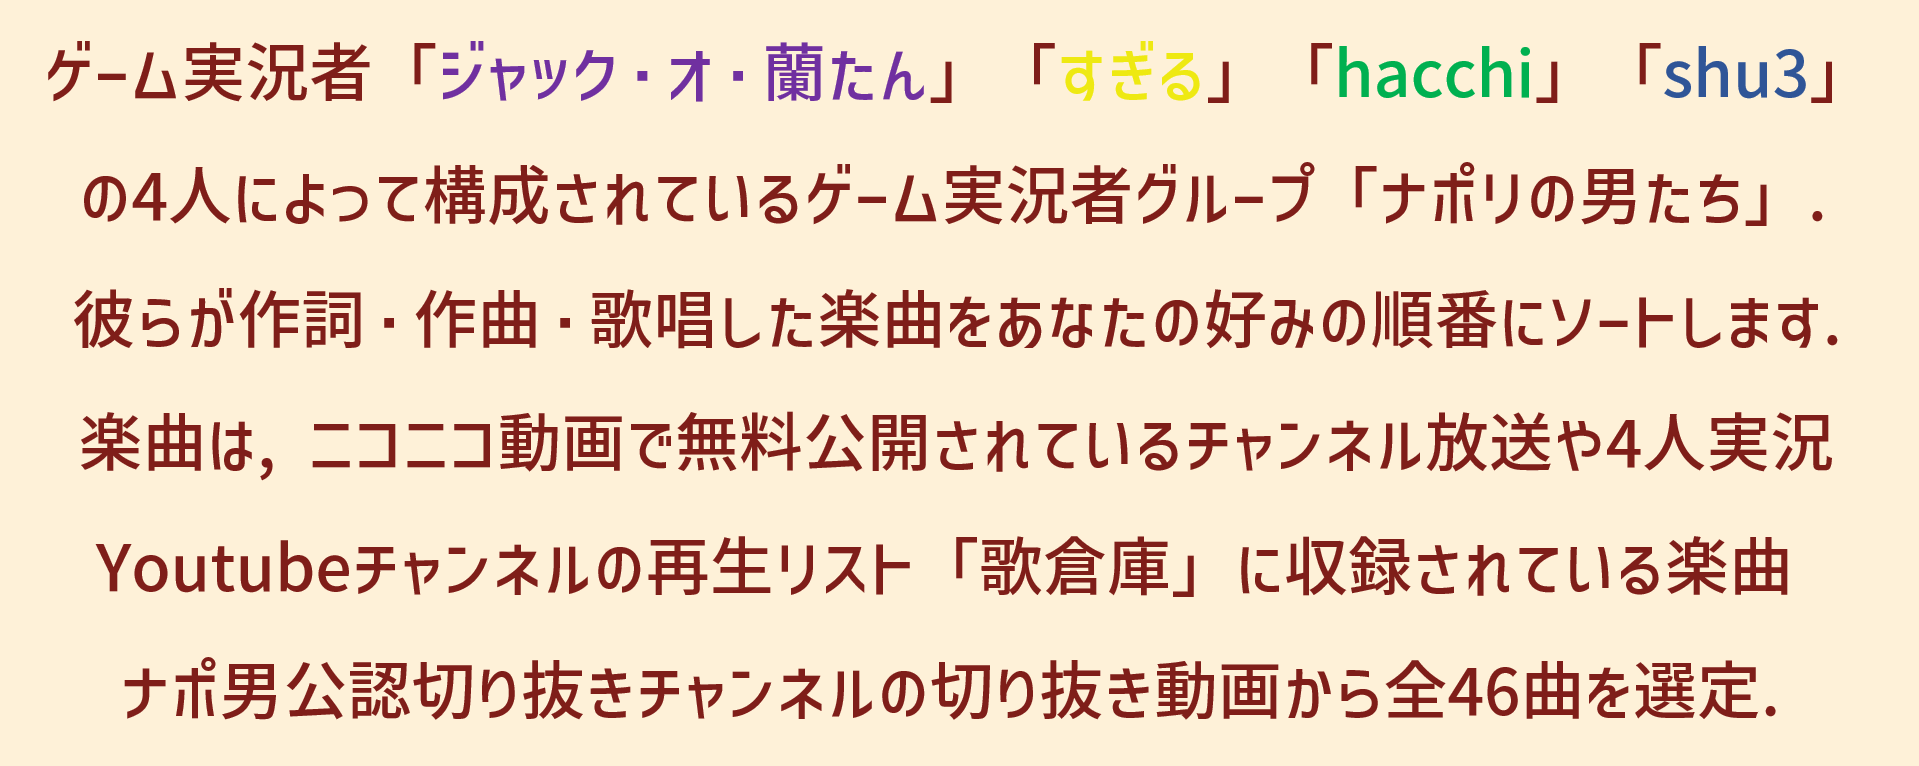 ゲーム実況者「ジャック・オ・蘭たん」「すぎる」「hacchi」「shu3」
の4人によって構成されているゲーム実況者グループ「ナポリの男たち」.
彼らが作詞・作曲・歌唱した楽曲をあなたの好みの順番にソートします.
楽曲は, ニコニコ動画で無料公開されているチャンネル放送や4人実況
Youtubeチャンネルの再生リスト「歌倉庫」に収録されている楽曲
ナポ男公認切り抜きチャンネルの切り抜き動画から全46曲を選定.